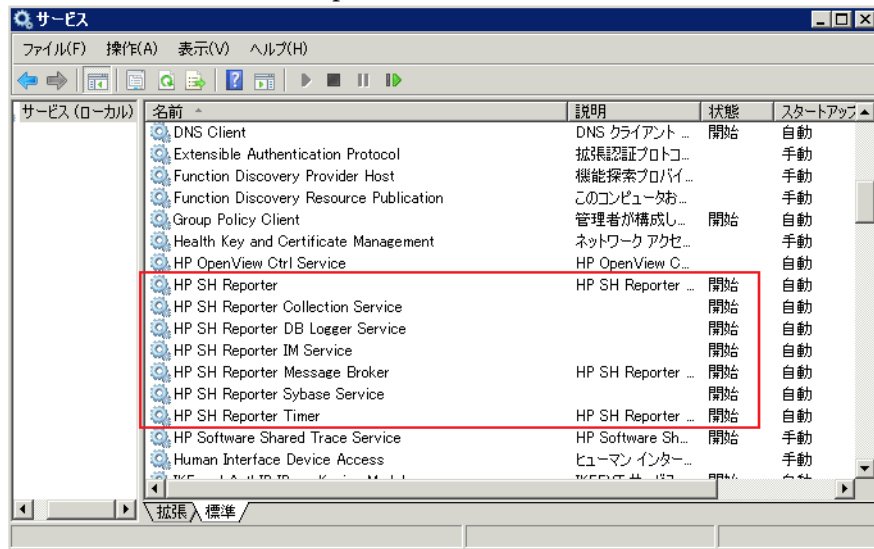 サービス
ファイル(F) 操作(A) 表示(V) ヘルプ(H)
サービス (ローカル)
名前 説明 状態 スタートアップ
DNS Client DNS クライアント ... 開始 自動
Extensible Authentication Protocol 拡張認証プロトコ... 手動
Function Discovery Provider Host 機能探索プロバイ... 手動
Function Discovery Resource Publication このコンピュータお... 手動
Group Policy Client 管理者が構成し... 開始 自動
Health Key and Certificate Management ネットワーク アクセ... 手動
HP OpenView Ctrl Service HP OpenView C... 自動
HP SH Reporter HP SH Reporter ... 開始 自動
HP SH Reporter Collection Service 開始 自動
HP SH Reporter DB Logger Service 開始 自動
HP SH Reporter IM Service 開始 自動
HP SH Reporter Message Broker HP SH Reporter ... 開始 自動
HP SH Reporter Sybase Service 開始 自動
HP SH Reporter Timer HP SH Reporter ... 開始 自動
HP Software Shared Trace Service HP Software Sh... 開始 手動
Human Interface Device Access ヒューマン インター... 手動
拡張 標準